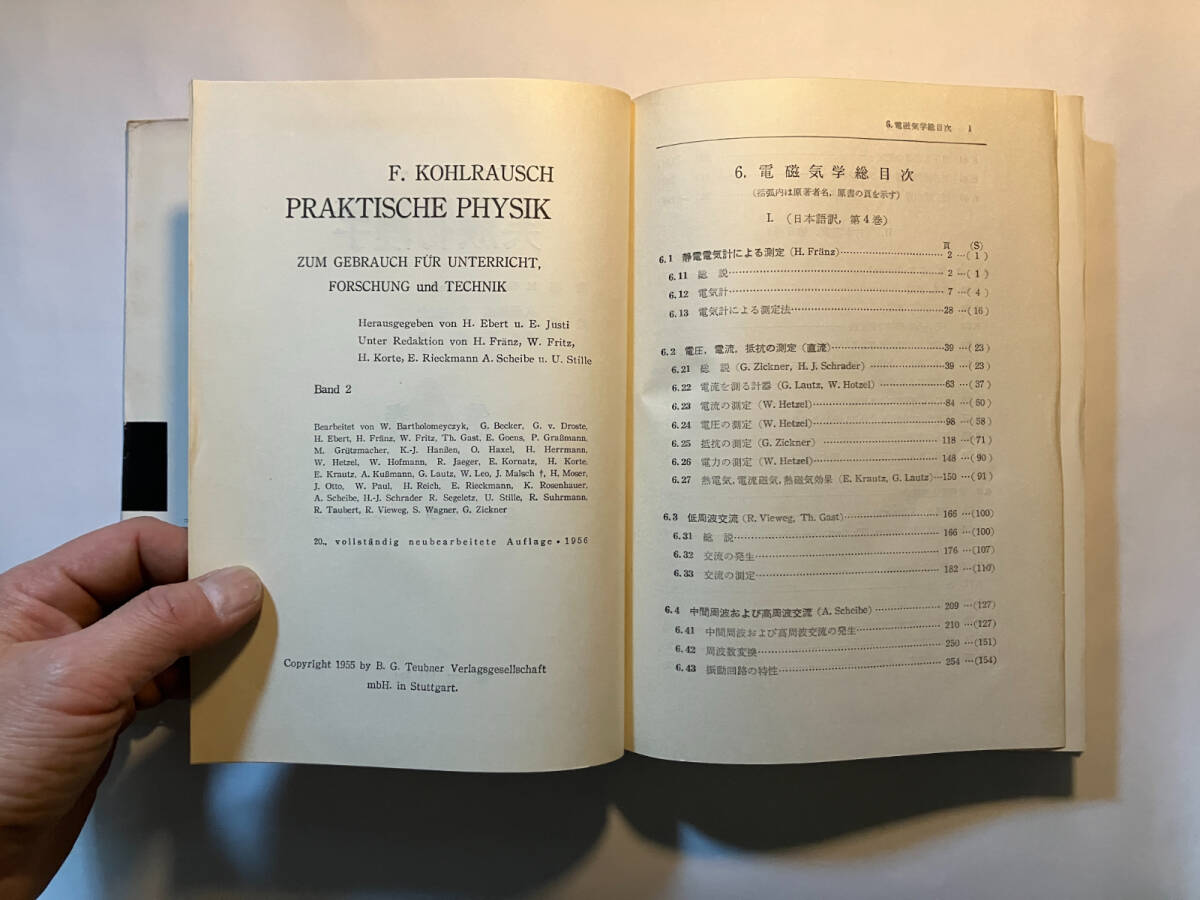 F. KOHLRAUSCH
PRAKTISCHE PHYSIK
ZUM GEBRAUCH FÜR UNTERRICHT,
FORSCHUNG und TECHNIK
Herausgegeben von H. Ebert u. E. Justi
Unter Redaktion von H. Fränz, W. Fritz,
H. Korte, E. Rieckmann A. Scheibe u. U. Stille
Band 2
Bearbeitet von W. Bartholomeyczyk, G. Becker, G. v. Droste,
H. Ebert, H. Fränz, W. Fritz, Th. Gast, E. Goens, P. Graßmann,
M. Grützmacher, K.-J. Hanßen, O. Haxel, H. Herrmann,
W. Hetzel, W. Hofmann, R. Jaeger, E. Kornatz, H. Korte,
E. Krautz, A. Kußmann, G. Lautz, W. Leo, J. Malsch †, H. Moser,
J. Otto, W. Paul, H. Reich, E. Rieckmann, K. Rosenhauer,
A. Scheibe, H.-J. Schrader R. Segeletz, U. Stille, R. Suhrmann,
R. Taubert, R. Vieweg, S. Wagner, G. Zickner
20., vollständig neubearbeitete Auflage • 1956
Copyright 1955 by B. G. Teubner Verlagsgesellschaft
mbH. in Stuttgart.
6. 電磁気学総目次 1
6. 電磁気学総目次
(括弧内は原著者名, 原書の頁を示す)
I. (日本語訳, 第4巻)
頁 (S)
6.1 静電電気計による測定 (H. Fränz) 2 …( 1 )
6.11 総説 2 …( 1 )
6.12 電気計 7 …( 4 )
6.13 電気計による測定法 28 …(16)
6.2 電圧, 電流, 抵抗の測定 (直流) 39 …(23)
6.21 総説 (G. Zickner, H. J. Schrader) 39 …(23)
6.22 電流を測る計器 (G. Lautz, W. Hotzel) 63 …(37)
6.23 電流の測定 (W. Hetzel) 84 …(50)
6.24 電圧の測定 (W. Hetzel) 98 …(58)
6.25 抵抗の測定 (G. Zickner) 118 …(71)
6.26 電力の測定 (W. Hetzel) 148 …(90)
6.27 熱電気, 電流磁気, 熱磁気効果 (E. Krautz, G. Lautz) 150 …(91)
6.3 低周波交流 (R. Vieweg, Th. Gast) 166 …(100)
6.31 総説 166 …(100)
6.32 交流の発生 176 …(107)
6.33 交流の測定 182 …(110)
6.4 中間周波および高周波交流 (A. Scheibe) 209 …(127)
6.41 中間周波および高周波交流の発生 210 …(127)
6.42 周波数変換 250 …(151)
6.43 振動回路の特性 254 …(154)